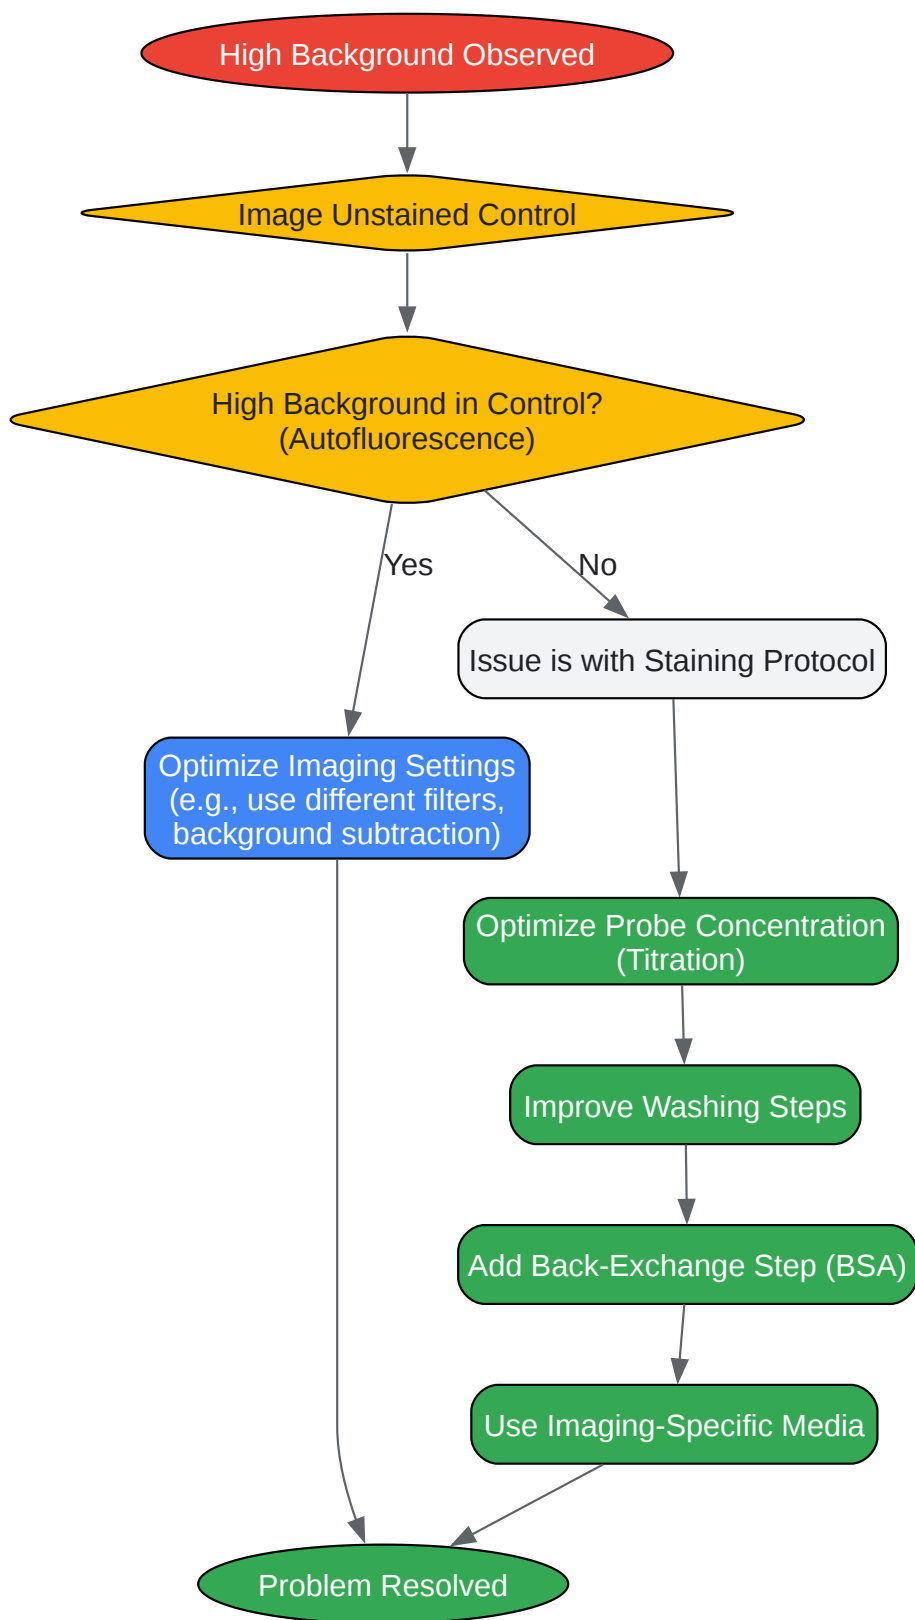 High Background Observed
Image Unstained Control
High Background in Control?
(Autofluorescence)
Yes
No
Issue is with Staining Protocol
Optimize Imaging Settings
(e.g., use different filters,
background subtraction)
Optimize Probe Concentration
(Titration)
Improve Washing Steps
Add Back-Exchange Step (BSA)
Use Imaging-Specific Media
Problem Resolved